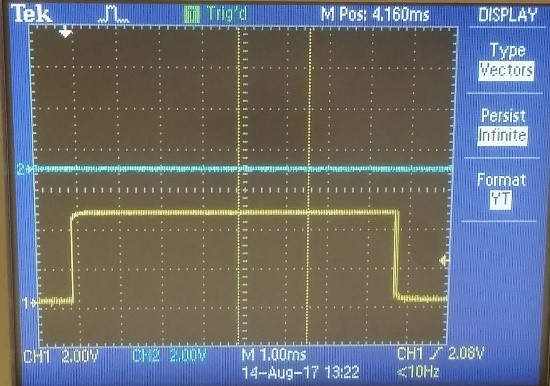 Tek Trig'd M Pos: 4.160ms DISPLAY
Type
Vectors
Persist
Infinite
Format
YT
2
1
CH1 2.00V CH2 2.00V M 1.00ms CH1 2.08V
14-Aug-17 13:22 <10Hz